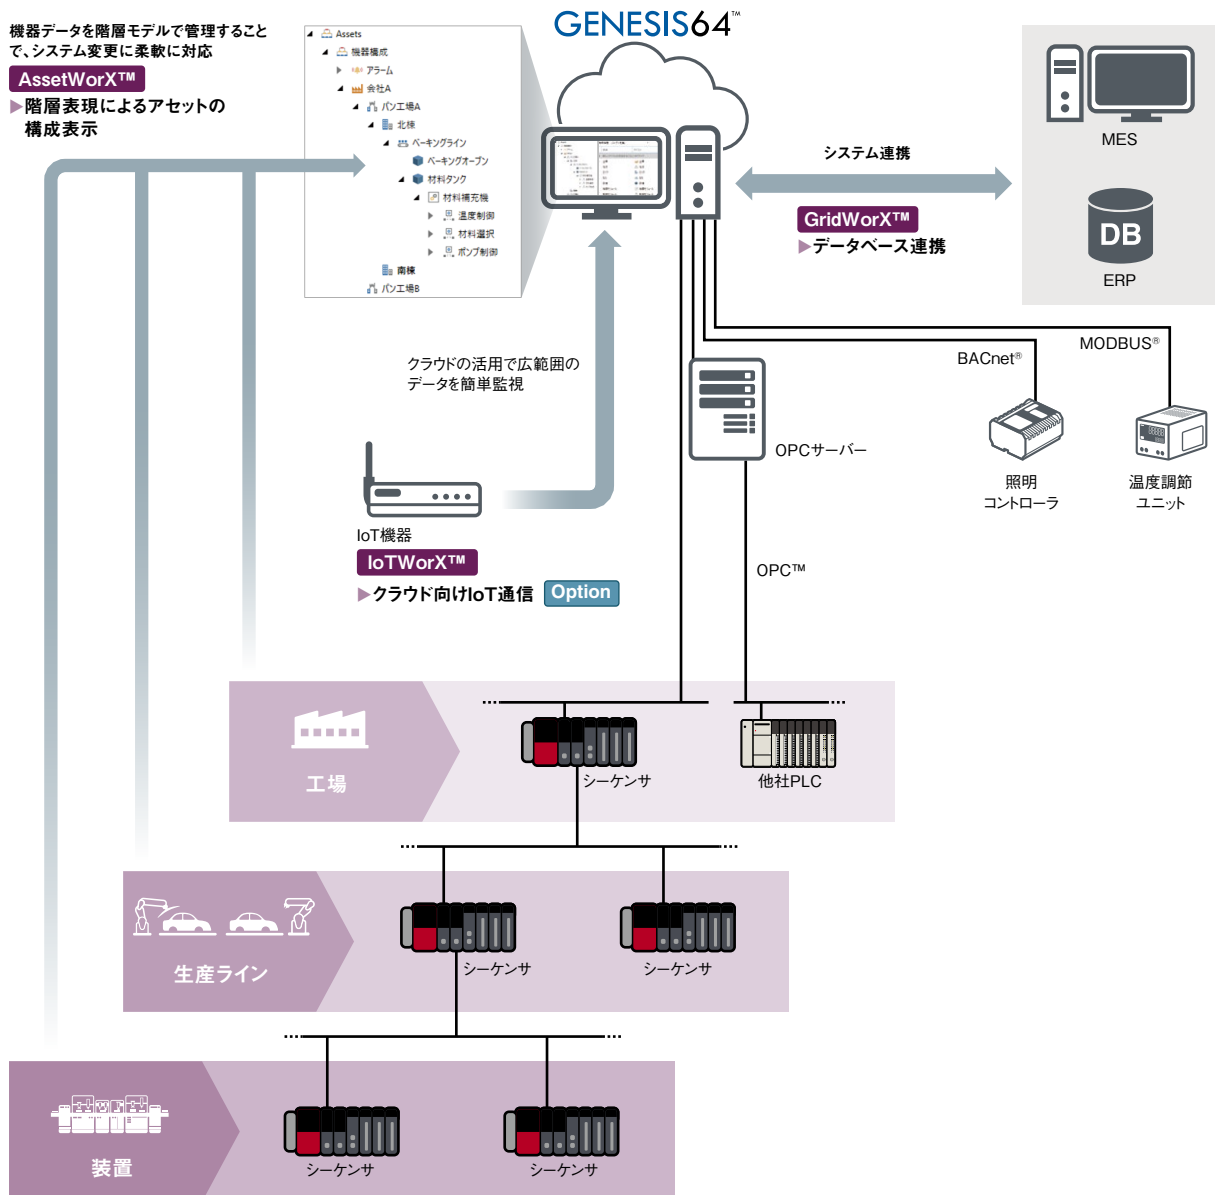 機器データを階層モデルで管理すること
で、システム変更に柔軟に対応
AssetWorX™
▶階層表現によるアセットの
構成表示
Assets
機器構成
アラーム
会社A
パン工場A
北棟
ベーキングライン
ベーキングオーブン
材料タンク
材料補充機
温度制御
材料選択
ポンプ制御
南棟
パン工場B
GENESIS64™
システム連携
GridWorX™
▶データベース連携
MES
DB
ERP
クラウドの活用で広範囲の
データを簡単監視
IoT機器
IoTWorX™
▶クラウド向けIoT通信 Option
OPCサーバー
BACnet®
MODBUS®
照明
コントローラ
温度調節
ユニット
OPC™
工場
シーケンサ
他社PLC
生産ライン
シーケンサ
シーケンサ
装置
シーケンサ
シーケンサ